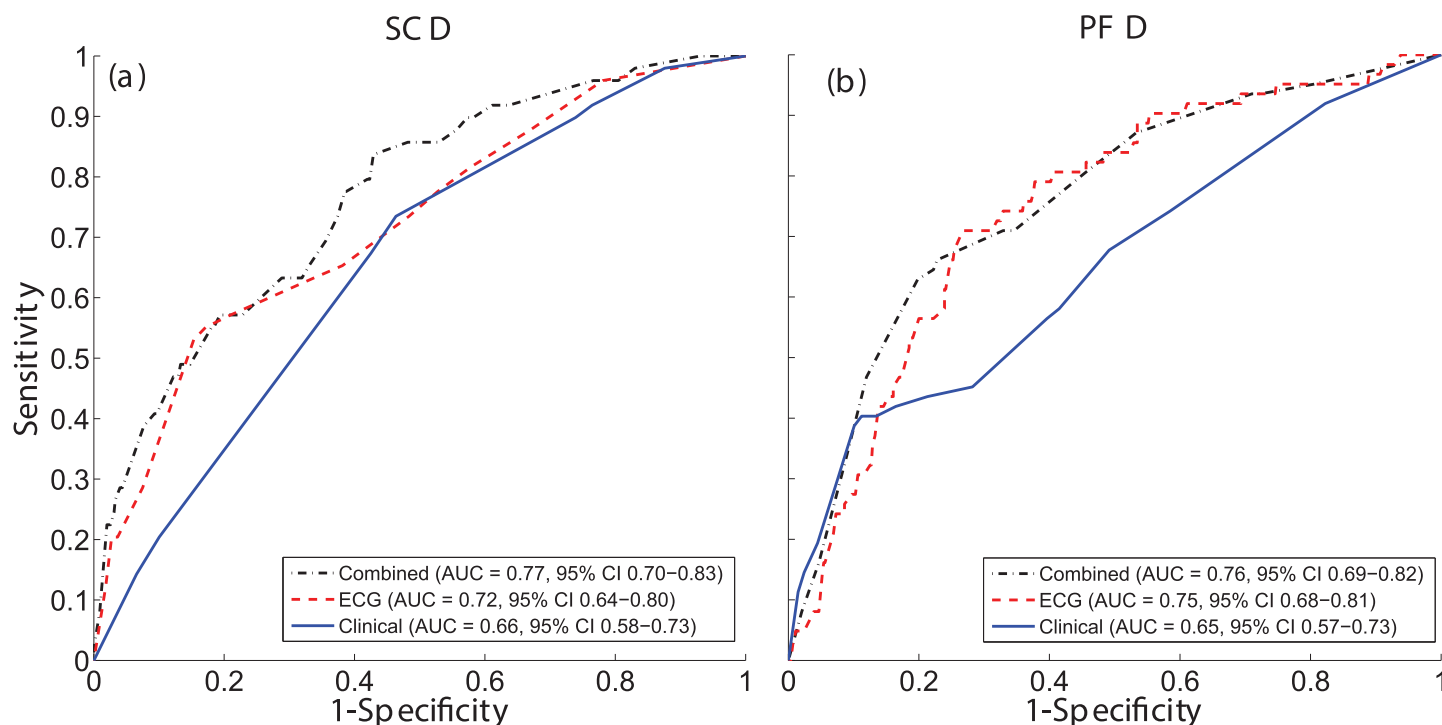 SCD
PFD
(a)
(b)
1
0.9
0.8
0.7
0.6
0.5
0.4
0.3
0.2
0.1
0
Sensitivity
Combined (AUC = 0.77, 95% CI 0.70−0.83)
ECG (AUC = 0.72, 95% CI 0.64−0.80)
Clinical (AUC = 0.66, 95% CI 0.58−0.73)
0 0.2 0.4 0.6 0.8 1
1-Specificity
Combined (AUC = 0.76, 95% CI 0.69−0.82)
ECG (AUC = 0.75, 95% CI 0.68−0.81)
Clinical (AUC = 0.65, 95% CI 0.57−0.73)
0 0.2 0.4 0.6 0.8 1
1-Specificity